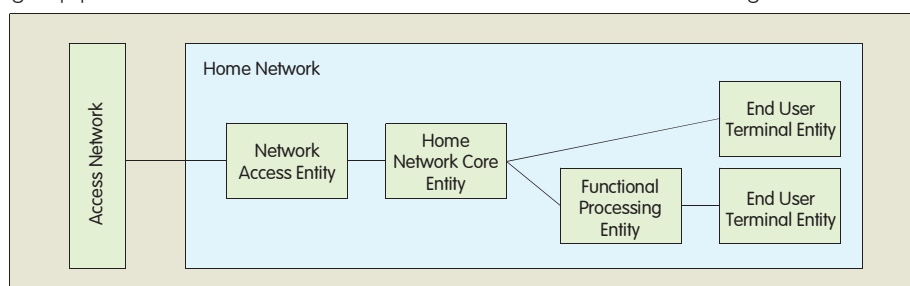 Access Network
Home Network
Network
Access Entity
Home
Network Core
Entity
End User
Terminal Entity
Functional
Processing
Entity
End User
Terminal Entity